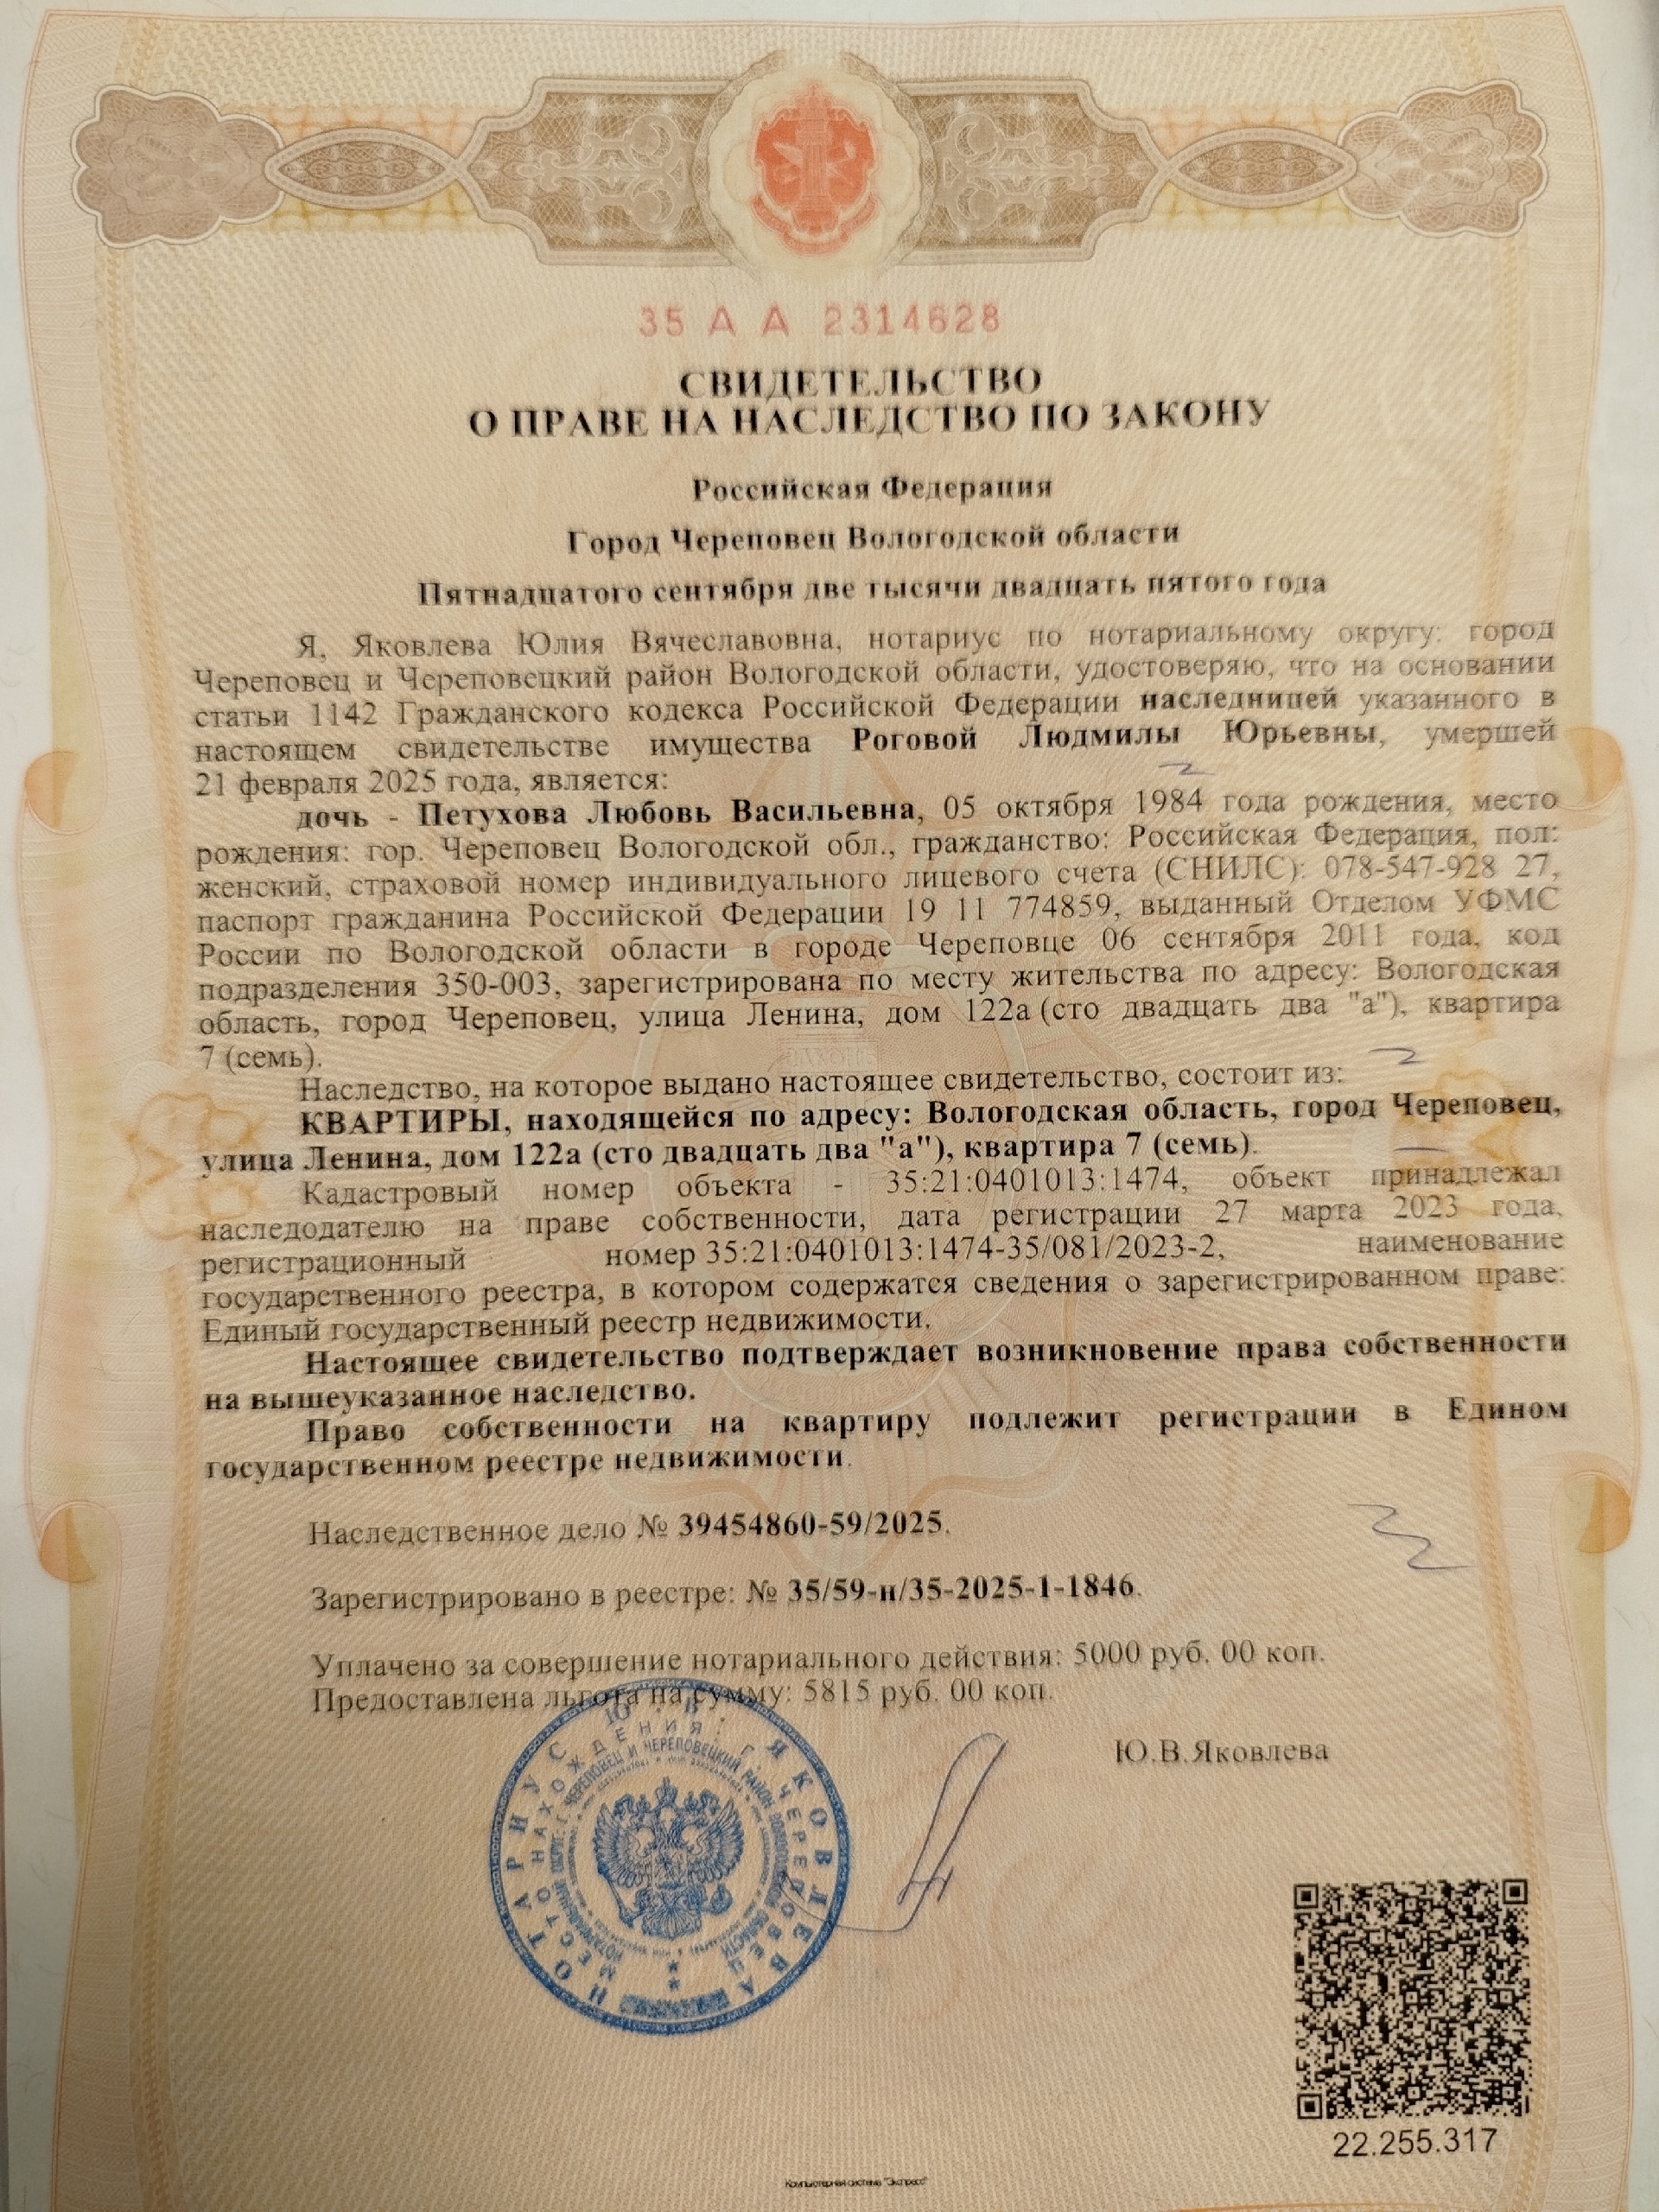 35 А А 2314628
СВИДЕТЕЛЬСТВО
О ПРАВЕ НА НАСЛЕДСТВО ПО ЗАКОНУ
Российская Федерация
Город Череповец Вологодской области
Пятнадцатого сентября две тысячи двадцать пятого года
Я, Яковлева Юлия Вячеславовна, нотариус по нотариальному округу: город
Череповец и Череповецкий район Вологодской области, удостоверяю, что на основании
статьи 1142 Гражданского кодекса Российской Федерации наследницей указанного в
настоящем свидетельстве имущества Роговой Людмилы Юрьевны, умершей
21 февраля 2025 года, является:
дочь - Петухова Любовь Васильевна, 05 октября 1984 года рождения, место
рождения: гор. Череповец Вологодской обл., гражданство: Российская Федерация, пол:
женский, страховой номер индивидуального лицевого счета (СНИЛС): 078-547-928 27,
паспорт гражданина Российской Федерации 19 11 774859, выданный Отделом УФМС
России по Вологодской области в городе Череповце 06 сентября 2011 года, код
подразделения 350-003, зарегистрирована по месту жительства по адресу: Вологодская
область, город Череповец, улица Ленина, дом 122а (сто двадцать два "а"), квартира
7 (семь).
Наследство, на которое выдано настоящее свидетельство, состоит из:
КВАРТИРЫ, находящейся по адресу: Вологодская область, город Череповец,
улица Ленина, дом 122а (сто двадцать два "а"), квартира 7 (семь).
Кадастровый номер объекта - 35:21:0401013:1474, объект принадлежал
наследодателю на праве собственности, дата регистрации 27 марта 2023 года,
регистрационный номер 35:21:0401013:1474-35/081/2023-2, наименование
государственного реестра, в котором содержатся сведения о зарегистрированном праве:
Единый государственный реестр недвижимости.
Настоящее свидетельство подтверждает возникновение права собственности
на вышеуказанное наследство.
Право собственности на квартиру подлежит регистрации в Едином
государственном реестре недвижимости.
Наследственное дело № 39454860-59/2025.
Зарегистрировано в реестре: № 35/59-н/35-2025-1-1846.
Уплачено за совершение нотариального действия: 5000 руб. 00 коп.
Предоставлена льгота на сумму: 5815 руб. 00 коп.
Ю.В.Яковлева
НОТАРИУС Ю.В. ЯКОВЛЕВА
МЕСТО НАХОЖДЕНИЯ: Г. ЧЕРЕПОВЕЦ
22.255.317
Компьютерная система "Экспресс"